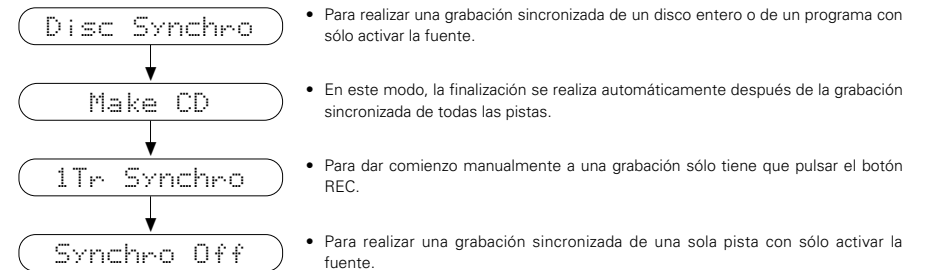 Disc Synchro
• Para realizar una grabación sincronizada de un disco entero o de un programa con
sólo activar la fuente.
Make CD
• En este modo, la finalización se realiza automáticamente después de la grabación
sincronizada de todas las pistas.
1Tr Synchro
• Para dar comienzo manualmente a una grabación sólo tiene que pulsar el botón
REC.
Synchro Off
• Para realizar una grabación sincronizada de una sola pista con sólo activar la
fuente.